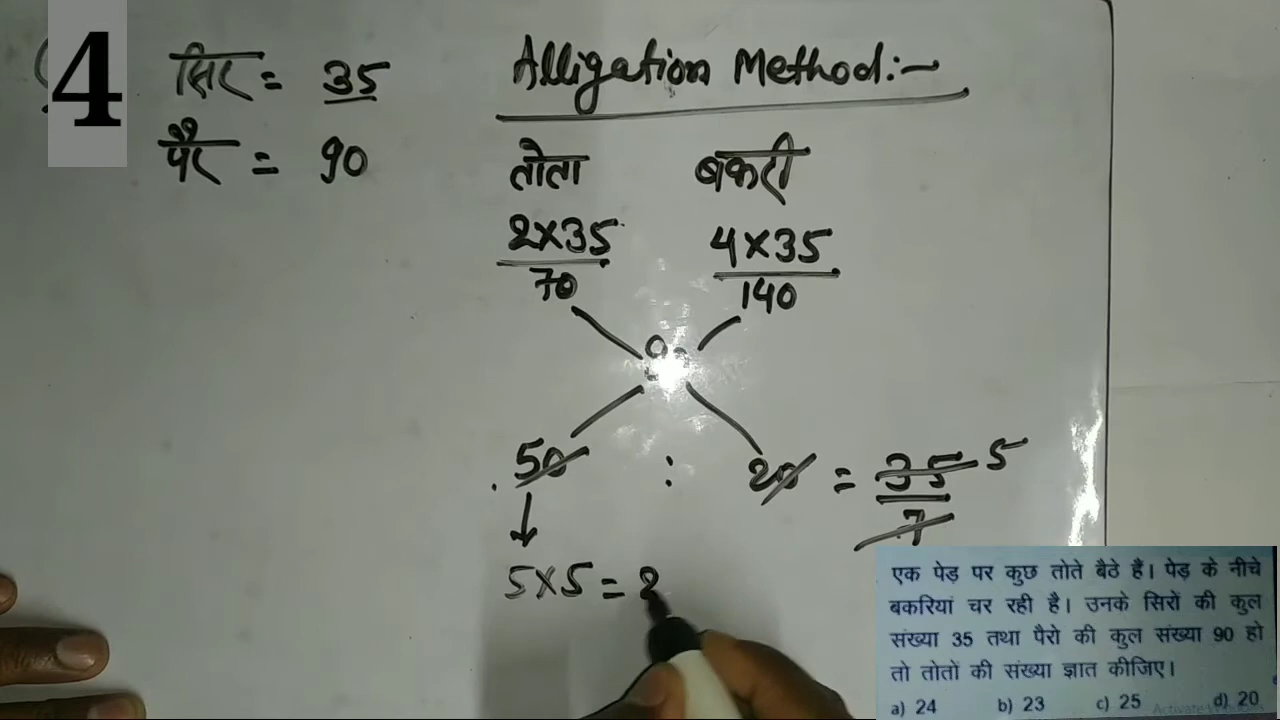 4
सिर = 35
पैर = 90
Alligation Method:-
तोता बकरी
2×35 4×35
70 140
50 : 20 = 35 5
7
5×5=2
एक पेड़ पर कुछ तोते बैठे हैं। पेड़ के नीचे
बकरियां चर रही है। उनके सिरों की कुल
संख्या 35 तथा पैरो की कुल संख्या 90 हो
तो तोतों की संख्या ज्ञात कीजिए।
a) 24 b) 23 c) 25 d) 20